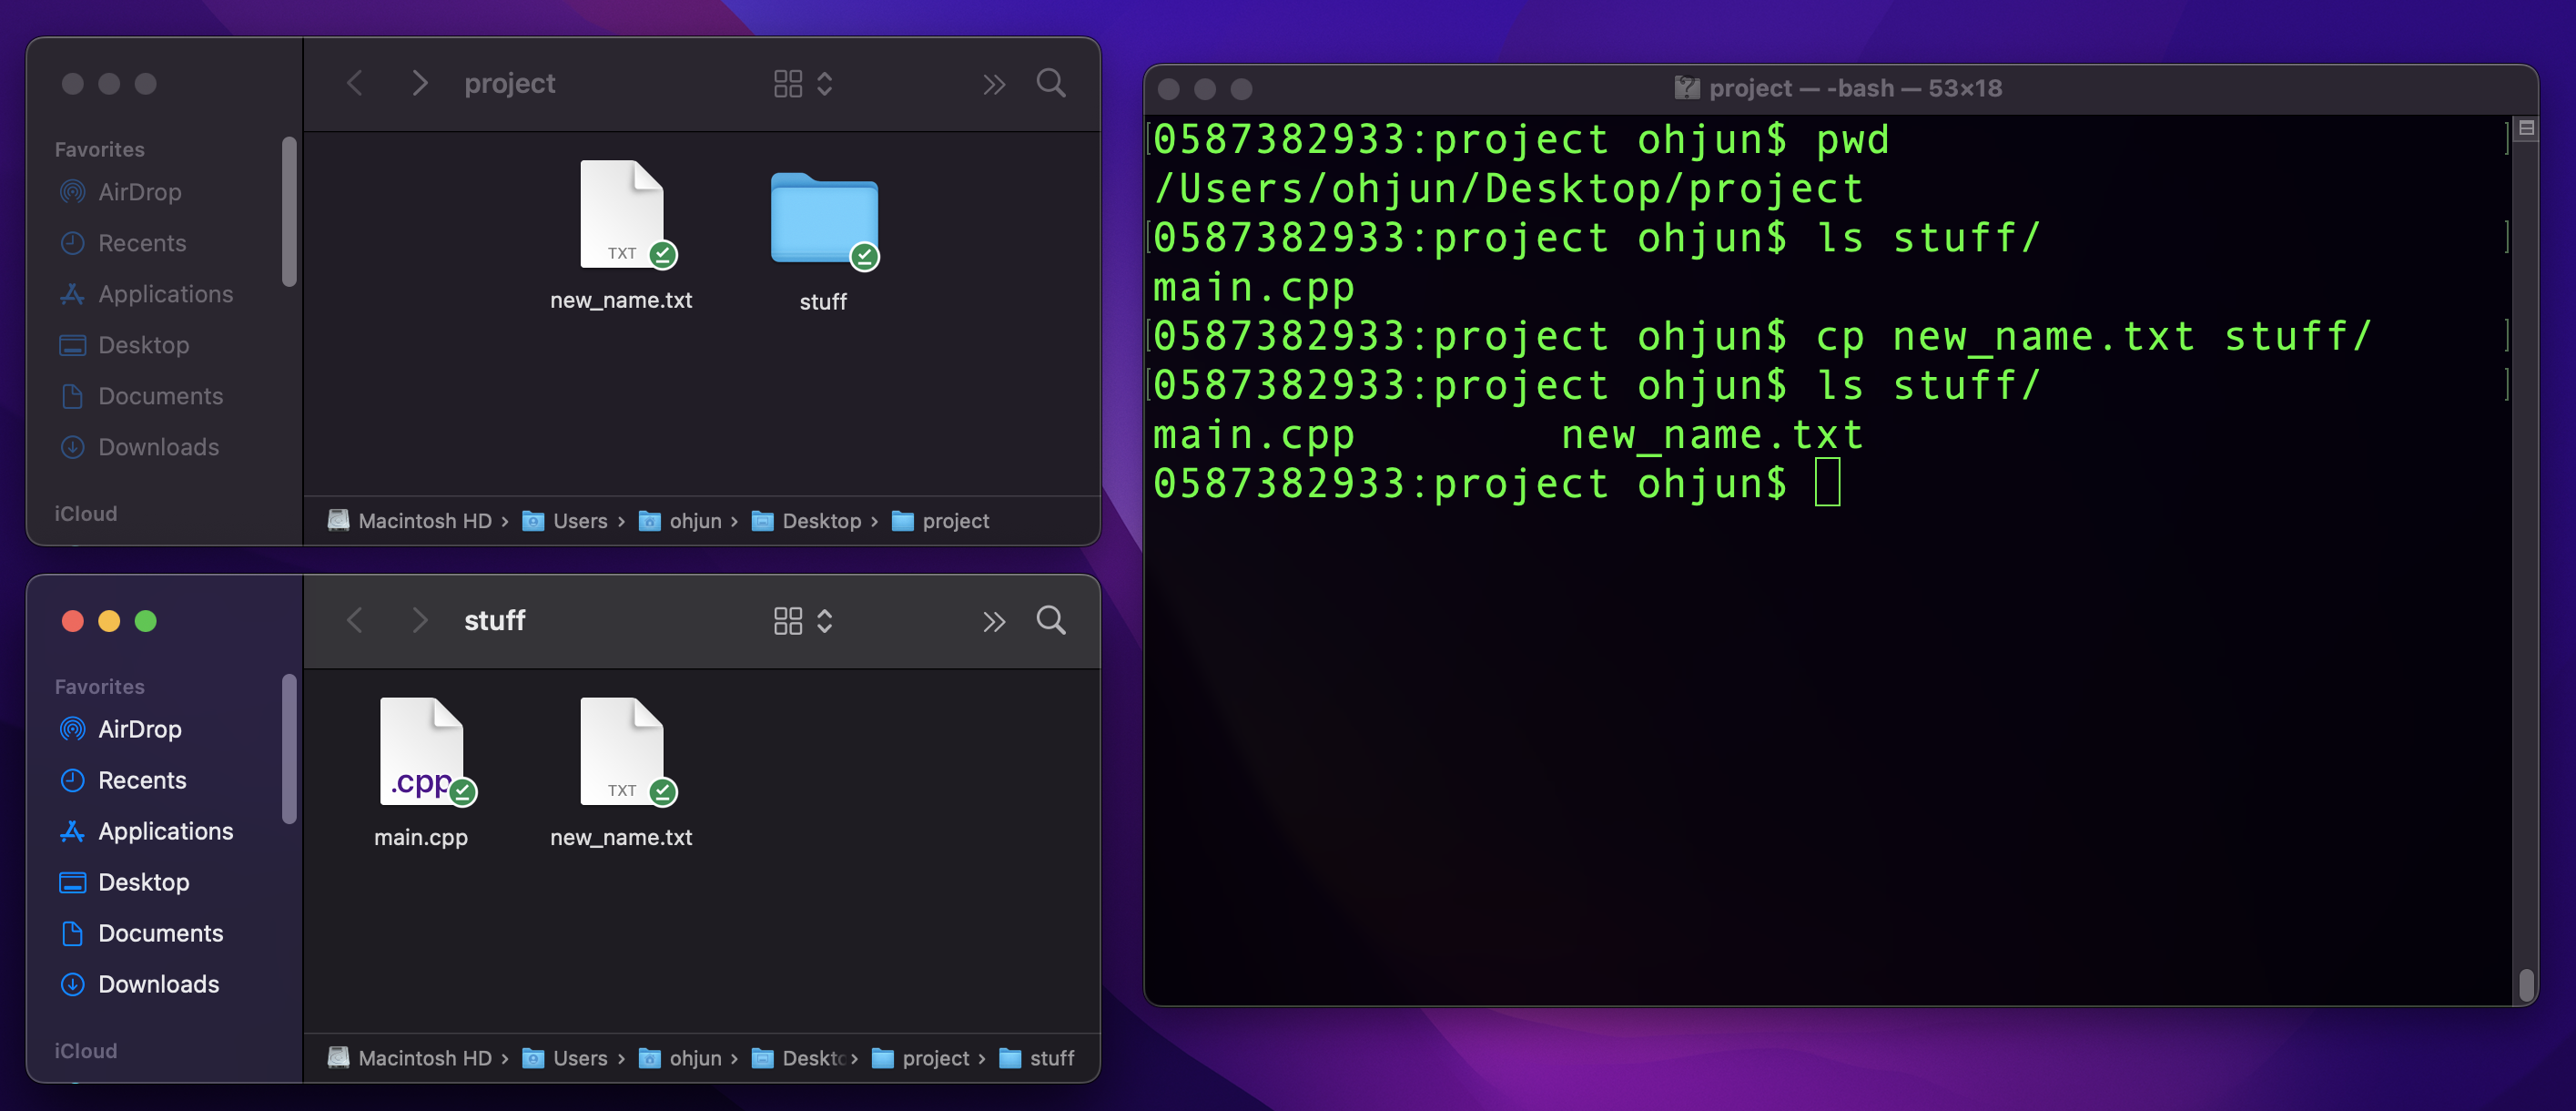 project
Favorites
AirDrop
Recents
Applications
Desktop
Documents
Downloads
iCloud
TXT
new_name.txt
stuff
Macintosh HD › Users › ohjun › Desktop › project
stuff
Favorites
AirDrop
Recents
Applications
Desktop
Documents
Downloads
iCloud
.cpp
main.cpp
TXT
new_name.txt
Macintosh HD › Users › ohjun › Deskto › project › stuff
project — -bash — 53×18
[0587382933:project ohjun$ pwd ]
/Users/ohjun/Desktop/project
[0587382933:project ohjun$ ls stuff/ ]
main.cpp
[0587382933:project ohjun$ cp new_name.txt stuff/ ]
[0587382933:project ohjun$ ls stuff/ ]
main.cpp new_name.txt
0587382933:project ohjun$